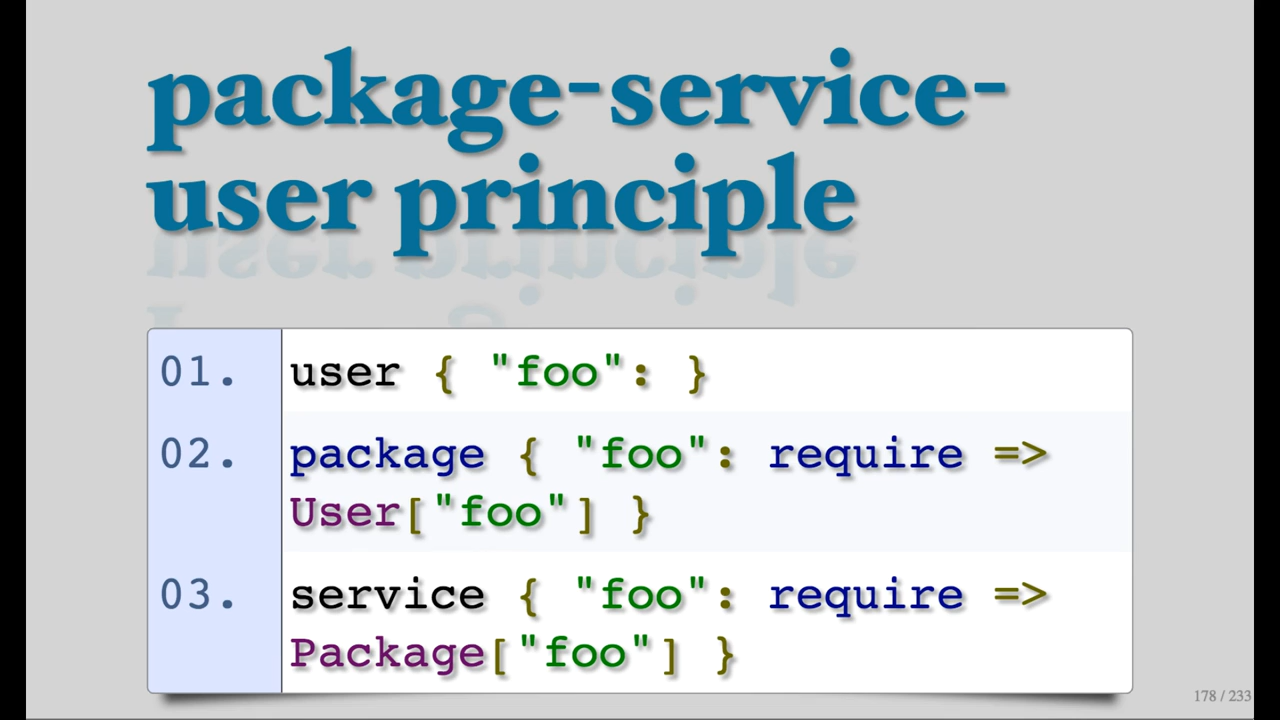 package-service-
user principle
01. user { "foo": }
02. package { "foo": require =>
User["foo"] }
03. service { "foo": require =>
Package["foo"] }
178 / 233